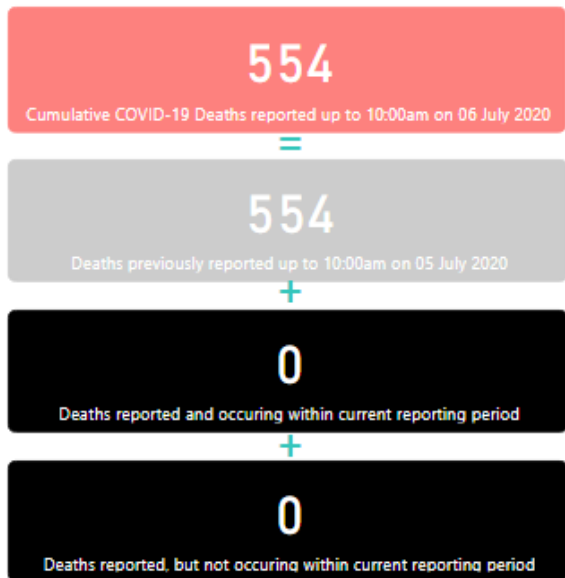 554
Cumulative COVID-19 Deaths reported up to 10:00am on 06 July 2020
=
554
Deaths previously reported up to 10:00am on 05 July 2020
+
0
Deaths reported and occuring within current reporting period
+
0
Deaths reported, but not occuring within current reporting period